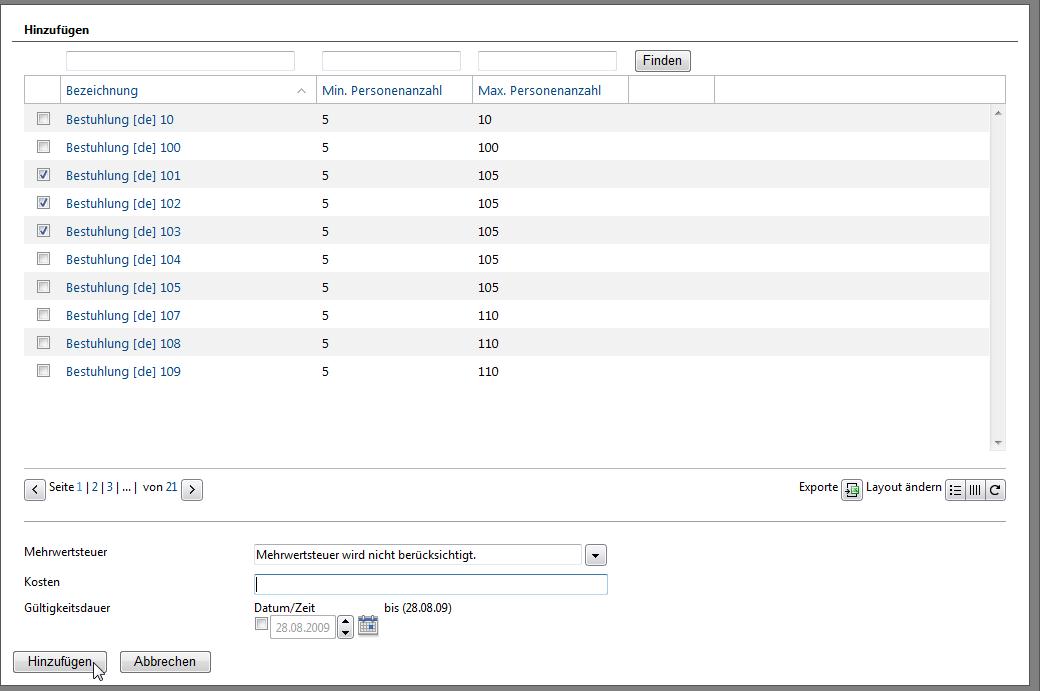 Hinzufügen
Finden
Bezeichnung Min. Personenanzahl Max. Personenanzahl
Bestuhlung [de] 10 5 10
Bestuhlung [de] 100 5 100
Bestuhlung [de] 101 5 105
Bestuhlung [de] 102 5 105
Bestuhlung [de] 103 5 105
Bestuhlung [de] 104 5 105
Bestuhlung [de] 105 5 105
Bestuhlung [de] 107 5 110
Bestuhlung [de] 108 5 110
Bestuhlung [de] 109 5 110
Seite 1 | 2 | 3 | ... | von 21 Exporte Layout ändern
Mehrwertsteuer Mehrwertsteuer wird nicht berücksichtigt.
Kosten
Gültigkeitsdauer Datum/Zeit bis (28.08.09)
28.08.2009
Hinzufügen Abbrechen